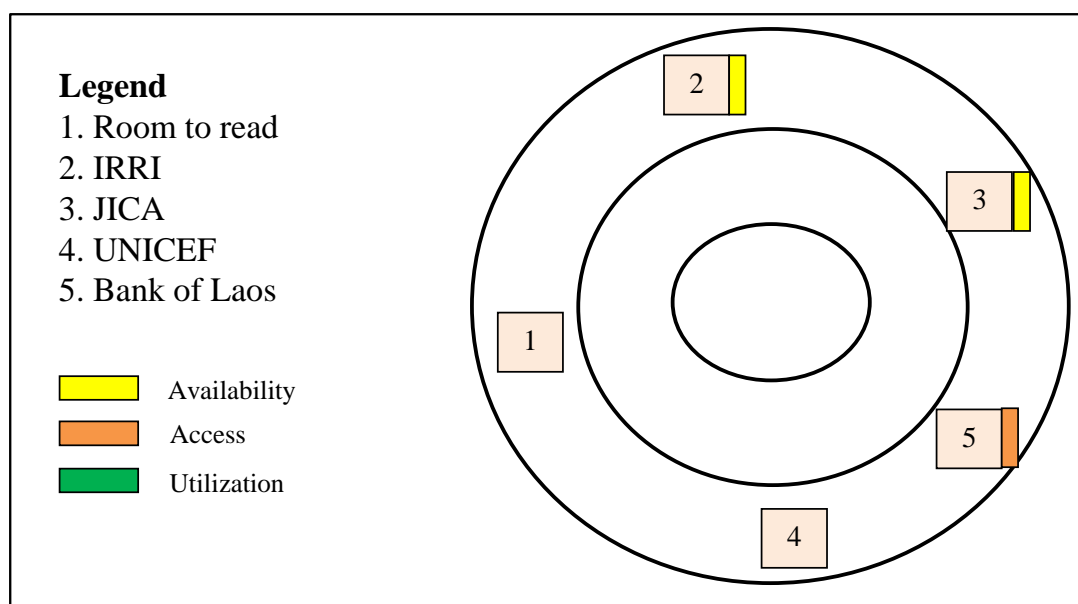 Legend
1. Room to read
2. IRRI
3. JICA
4. UNICEF
5. Bank of Laos
Availability
Access
Utilization
2
3
1
5
4